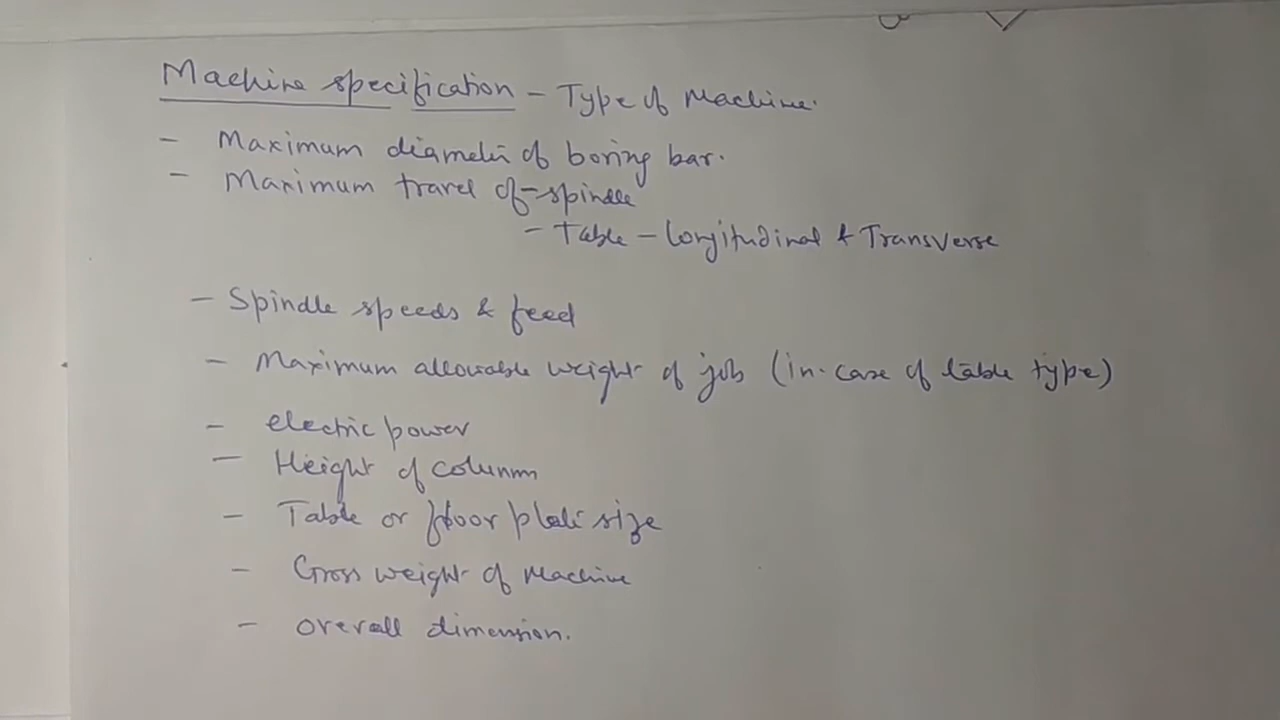 Machine specification - Type of Machine.
- Maximum diameter of boring bar.
- Maximum travel of - spindle
- Table - longitudinal & Transverse
- Spindle speeds & feed
- Maximum allowable weight of job (in-case of table type)
- electric power
- Height of column
- Table or floor plate size
- Gross weight of Machine
- overall dimension.